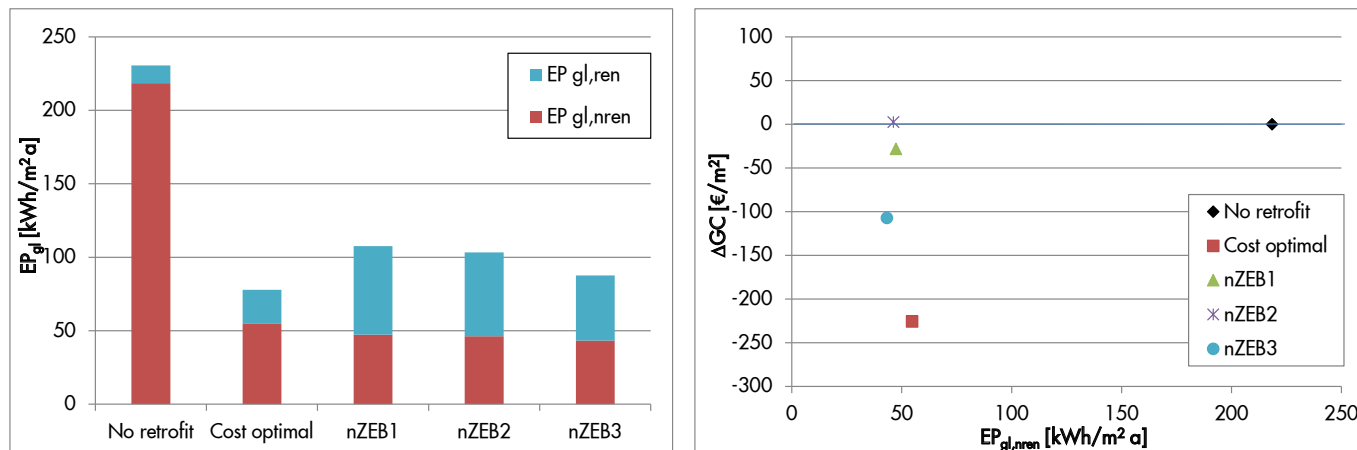 250
200
150
100
50
0
EPgl [kWh/m² a]
EP gl,ren
EP gl,nren
No retrofit
Cost optimal
nZEB1
nZEB2
nZEB3
100
50
0
-50
-100
-150
-200
-250
-300
ΔGC [€/m²]
No retrofit
Cost optimal
nZEB1
nZEB2
nZEB3
0
50
100
150
200
250
EPgl,nren [kWh/m² a]